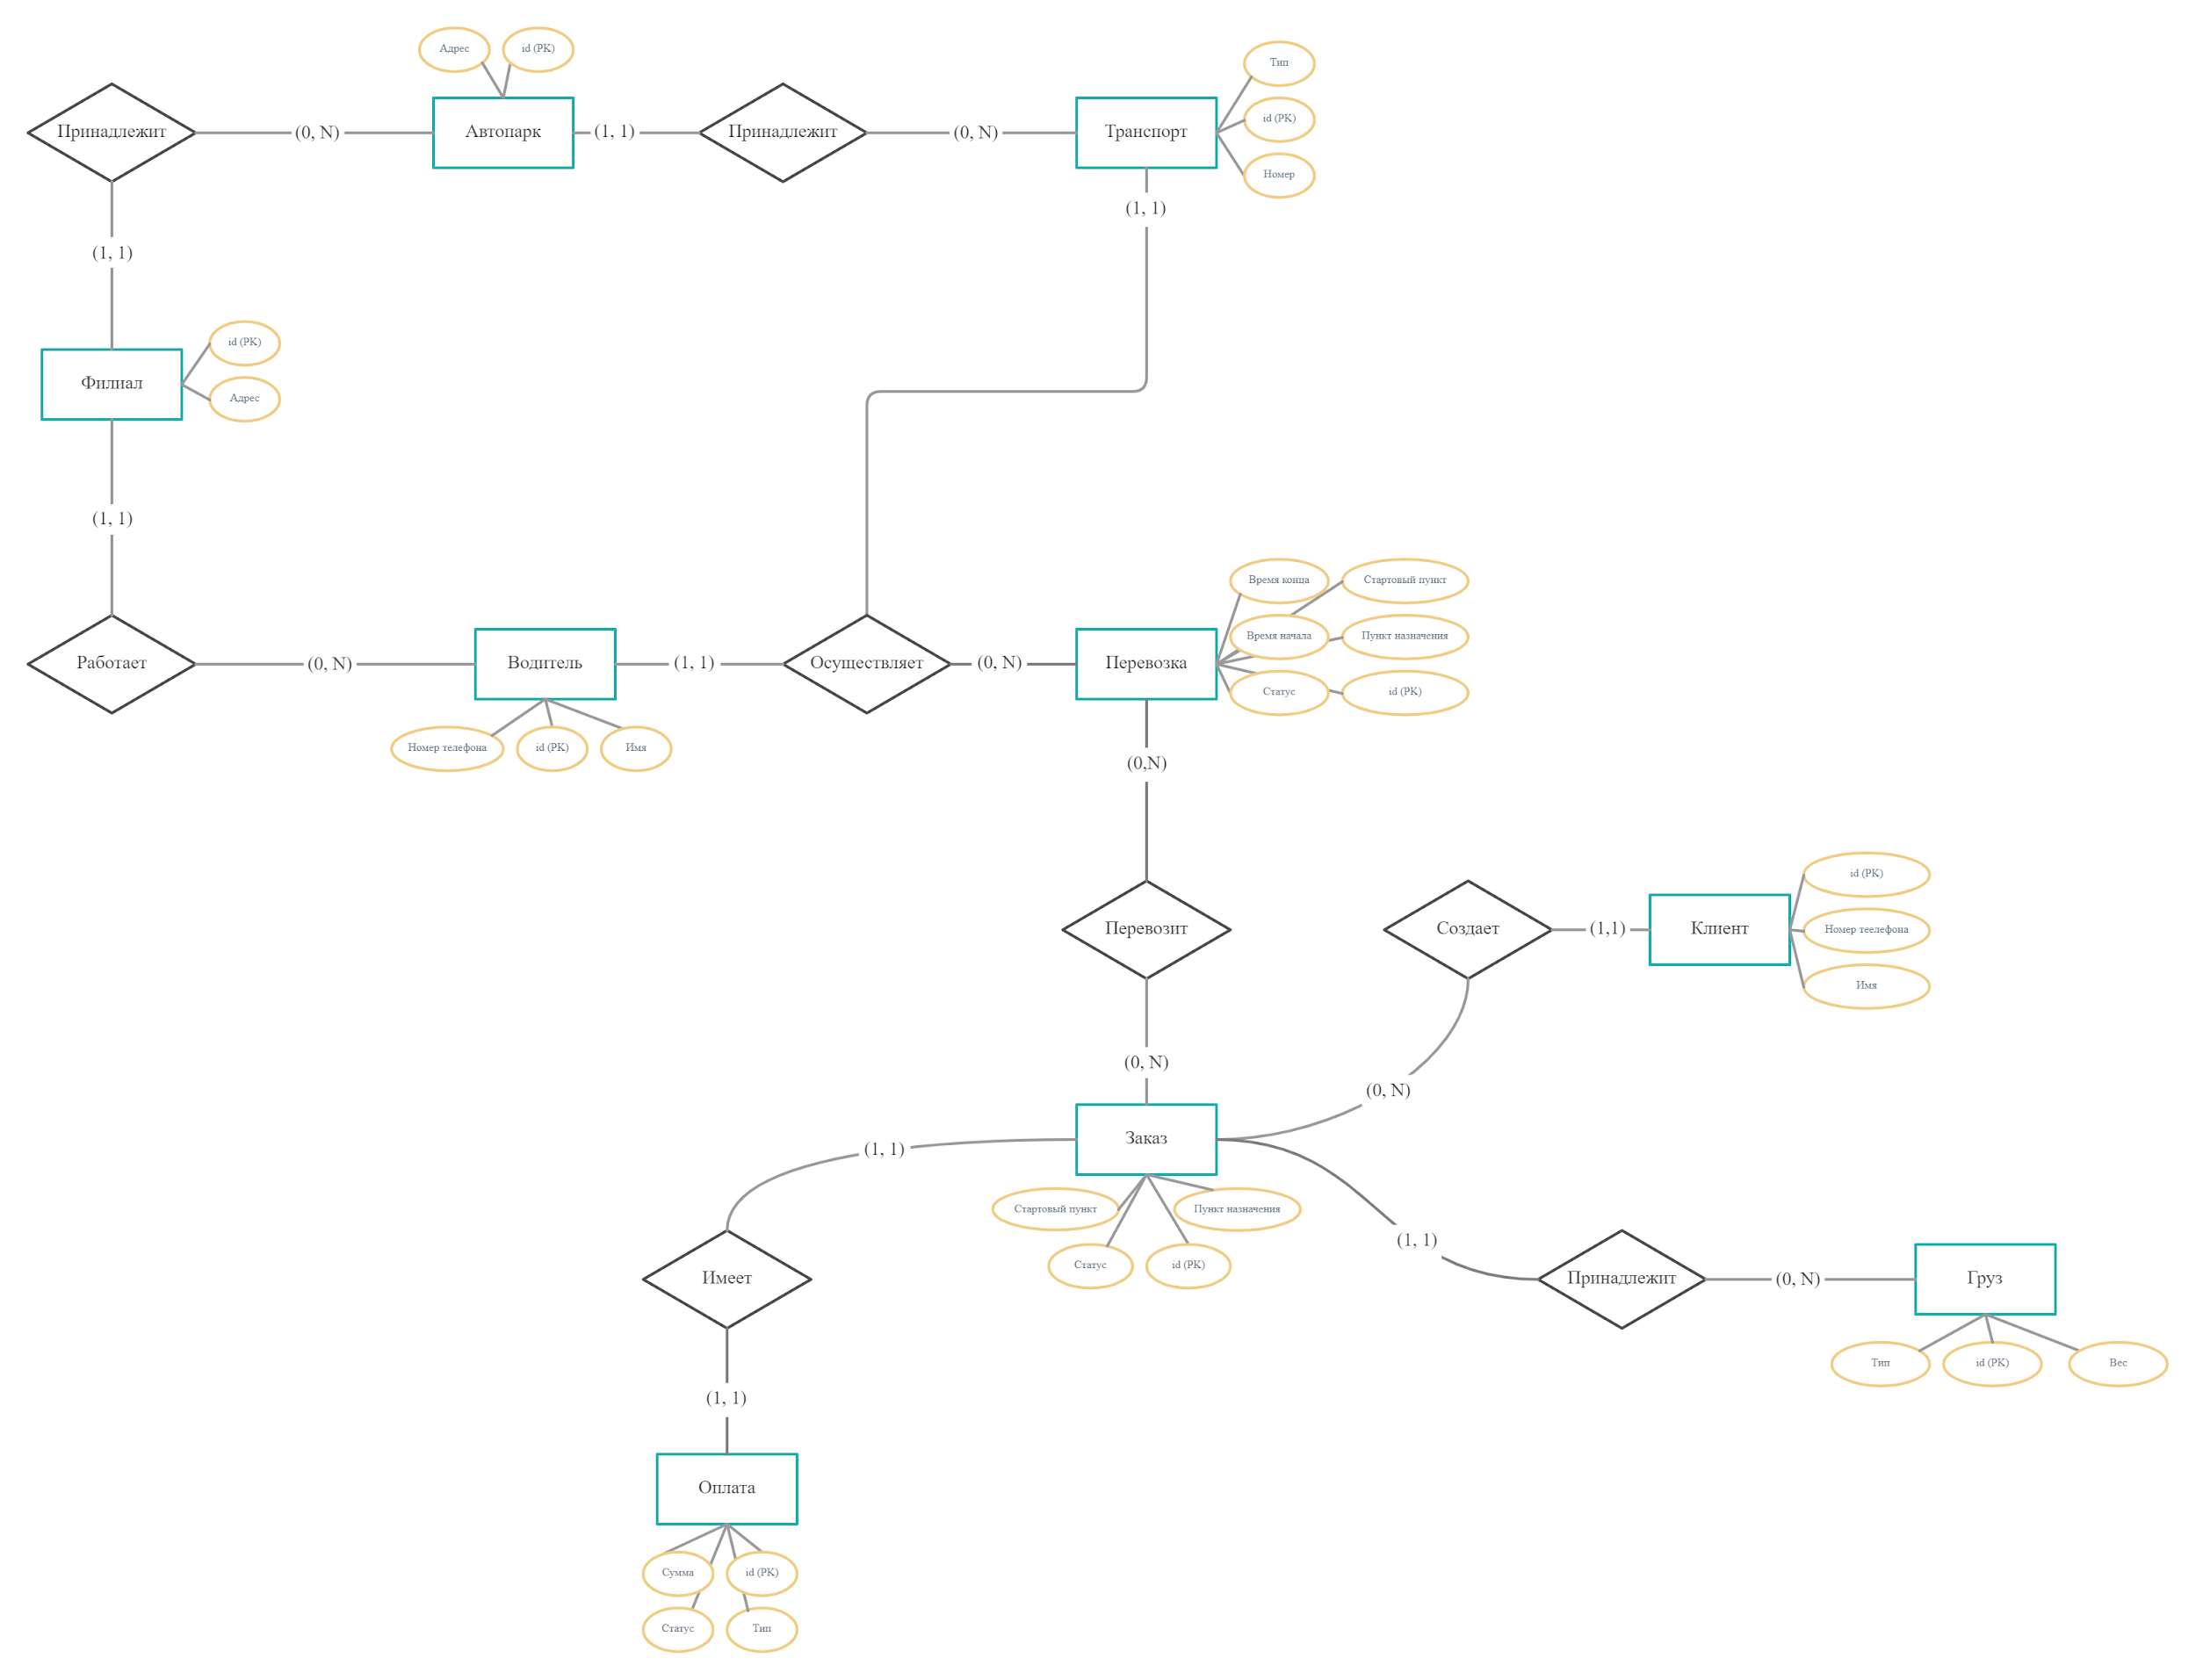 Адрес
id (PK)
Тип
Принадлежит
(0, N)
Автопарк
(1, 1)
Принадлежит
(0, N)
Транспорт
id (PK)
Номер
(1, 1)
(1, 1)
id (PK)
Филиал
Адрес
(1, 1)
Время конца
Стартовый пункт
Время начала
Пункт назначения
Работает
(0, N)
Водитель
(1, 1)
Осуществляет
(0, N)
Перевозка
Статус
id (PK)
Номер телефона
id (PK)
Имя
(0,N)
id (PK)
Перевозит
Создает
(1,1)
Клиент
Номер теелефона
Имя
(0, N)
(0, N)
(1, 1)
Заказ
Стартовый пункт
Пункт назначения
Статус
id (PK)
(1, 1)
Имеет
Принадлежит
(0, N)
Груз
Тип
id (PK)
Вес
(1, 1)
Оплата
Сумма
id (PK)
Статус
Тип